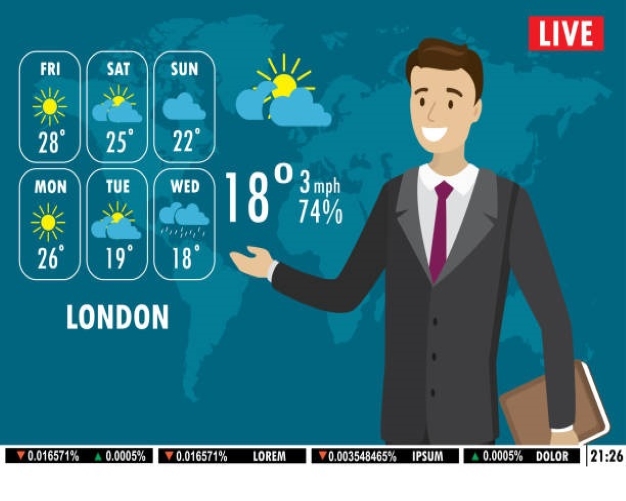 LIVE
FRI SAT SUN
28° 25° 22°
MON TUE WED
26° 19° 18°
18° 3 mph
74%
LONDON
▼ 0.016571% ▲ 0.0005% ▼ 0.016571% LOREM ▼ 0.003548465% IPSUM ▲ 0.0005% DOLOR 21:26